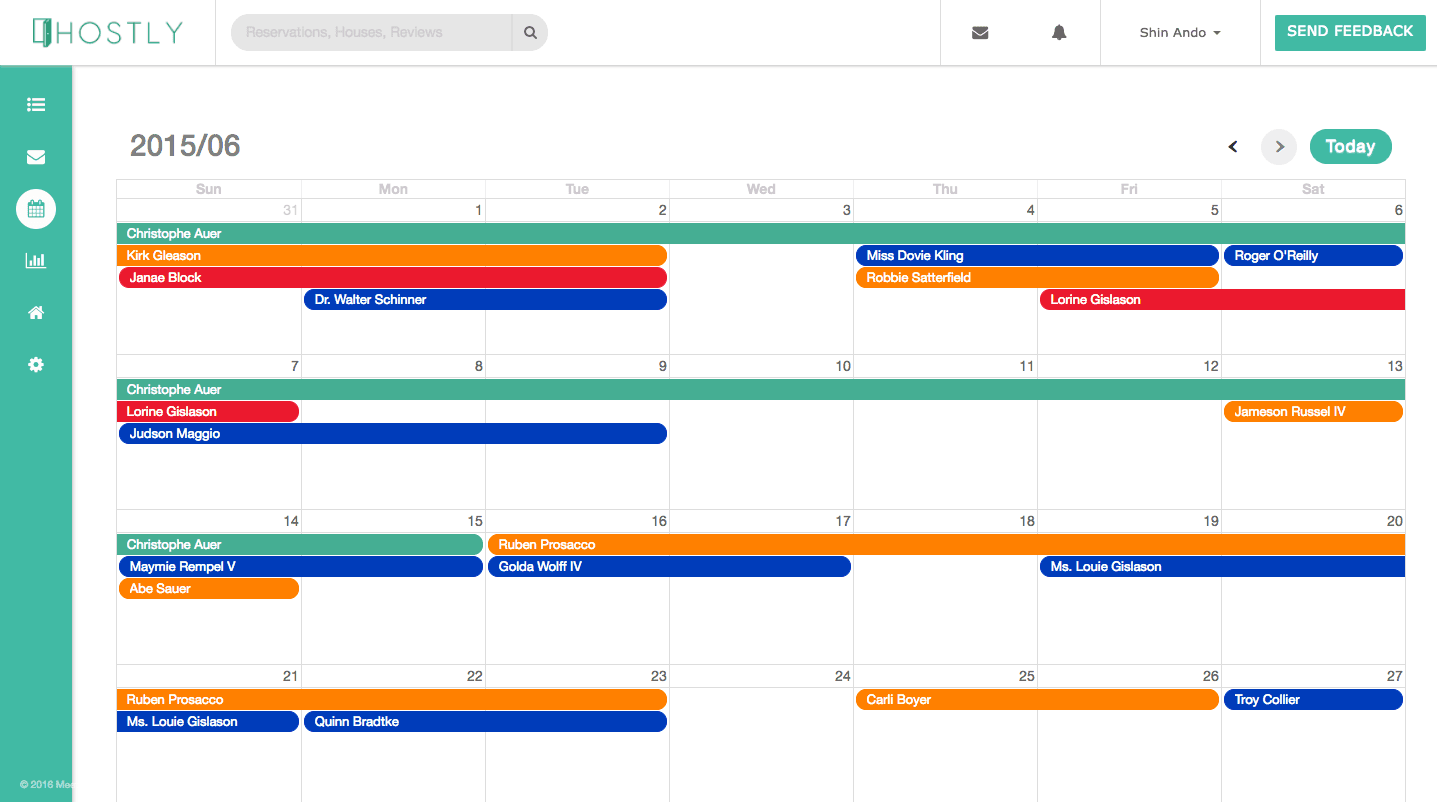 HOSTLY
Reservations, Houses, Reviews
Shin Ando
SEND FEEDBACK
2015/06
Today
Sun Mon Tue Wed Thu Fri Sat
31 1 2 3 4 5 6
Christophe Auer
Kirk Gleason Miss Dovie Kling Roger O'Reilly
Janae Block Robbie Satterfield
Dr. Walter Schinner Lorine Gislason
7 8 9 10 11 12 13
Christophe Auer
Lorine Gislason Jameson Russel IV
Judson Maggio
14 15 16 17 18 19 20
Christophe Auer Ruben Prosacco
Maymie Rempel V Golda Wolff IV Ms. Louie Gislason
Abe Sauer
21 22 23 24 25 26 27
Ruben Prosacco Carli Boyer Troy Collier
Ms. Louie Gislason Quinn Bradtke
© 2016